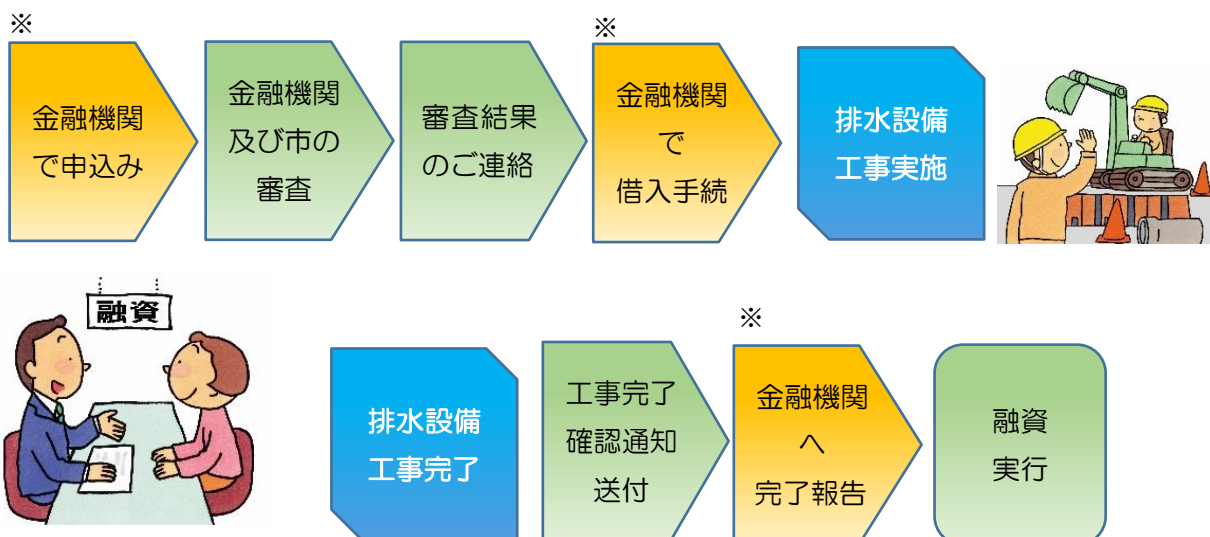 ※
金融機関
で申込み
金融機関
及び市の
審査
審査結果
のご連絡
※
金融機関
で
借入手続
排水設備
工事実施
融資
排水設備
工事完了
工事完了
確認通知
送付
※
金融機関
へ
完了報告
融資
実行